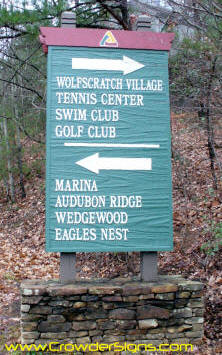 WOLFSCRATCH VILLAGE
TENNIS CENTER
SWIM CLUB
GOLF CLUB
MARINA
AUDUBON RIDGE
WEDGEWOOD
EAGLES NEST
www.CrowderSigns.com